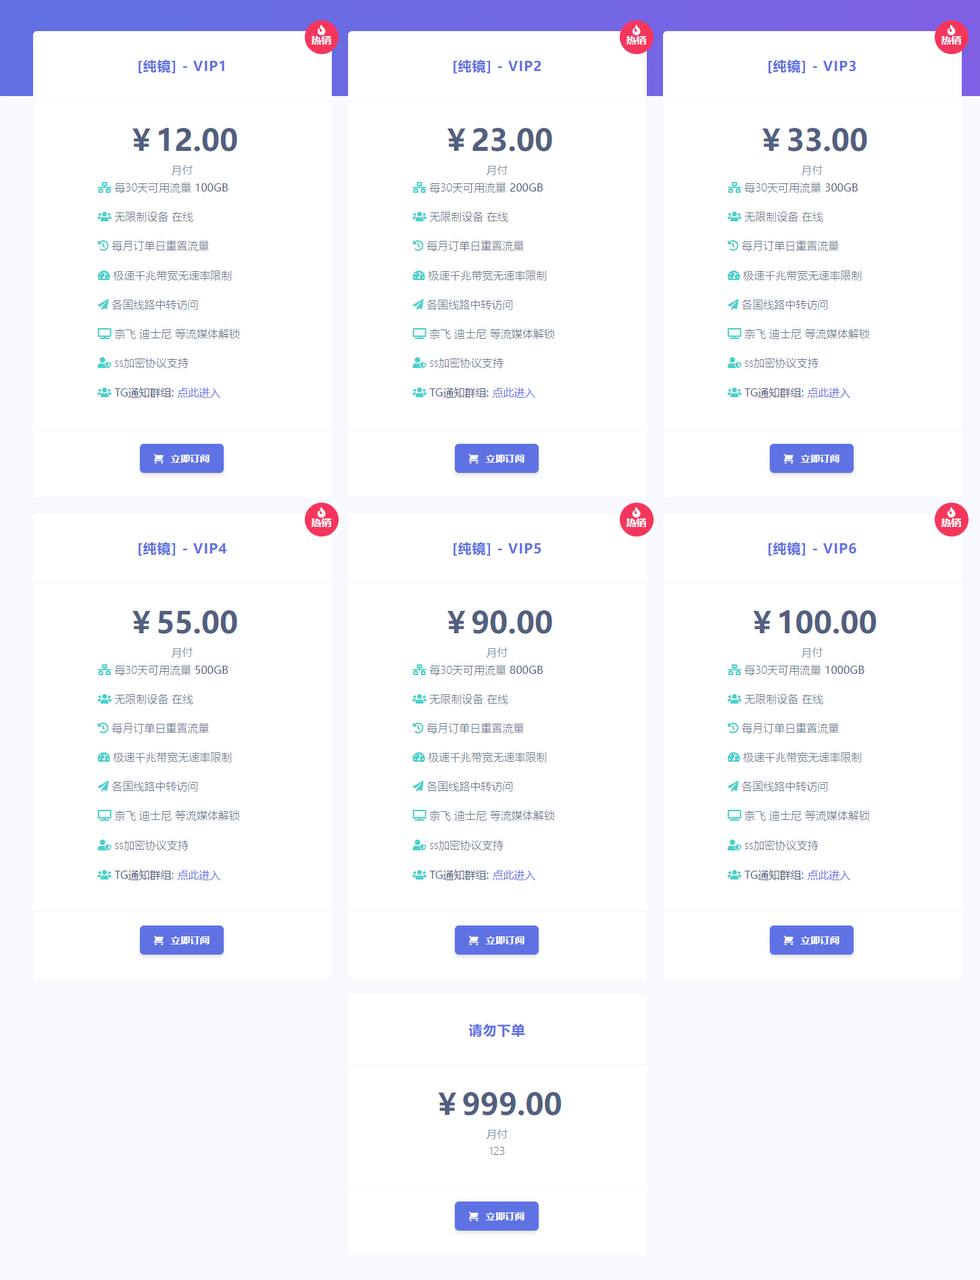 热销
[纯镜] - VIP1
¥ 12.00
月付
每30天可用流量 100GB
无限制设备 在线
每月订单日重置流量
极速千兆带宽无速率限制
各国线路中转访问
奈飞 迪士尼 等流媒体解锁
ss加密协议支持
TG通知群组: 点此进入
立即订阅
热销
[纯镜] - VIP2
¥ 23.00
月付
每30天可用流量 200GB
无限制设备 在线
每月订单日重置流量
极速千兆带宽无速率限制
各国线路中转访问
奈飞 迪士尼 等流媒体解锁
ss加密协议支持
TG通知群组: 点此进入
立即订阅
热销
[纯镜] - VIP3
¥ 33.00
月付
每30天可用流量 300GB
无限制设备 在线
每月订单日重置流量
极速千兆带宽无速率限制
各国线路中转访问
奈飞 迪士尼 等流媒体解锁
ss加密协议支持
TG通知群组: 点此进入
立即订阅
热销
[纯镜] - VIP4
¥ 55.00
月付
每30天可用流量 500GB
无限制设备 在线
每月订单日重置流量
极速千兆带宽无速率限制
各国线路中转访问
奈飞 迪士尼 等流媒体解锁
ss加密协议支持
TG通知群组: 点此进入
立即订阅
热销
[纯镜] - VIP5
¥ 90.00
月付
每30天可用流量 800GB
无限制设备 在线
每月订单日重置流量
极速千兆带宽无速率限制
各国线路中转访问
奈飞 迪士尼 等流媒体解锁
ss加密协议支持
TG通知群组: 点此进入
立即订阅
热销
[纯镜] - VIP6
¥ 100.00
月付
每30天可用流量 1000GB
无限制设备 在线
每月订单日重置流量
极速千兆带宽无速率限制
各国线路中转访问
奈飞 迪士尼 等流媒体解锁
ss加密协议支持
TG通知群组: 点此进入
立即订阅
请勿下单
¥ 999.00
月付
123
立即订阅